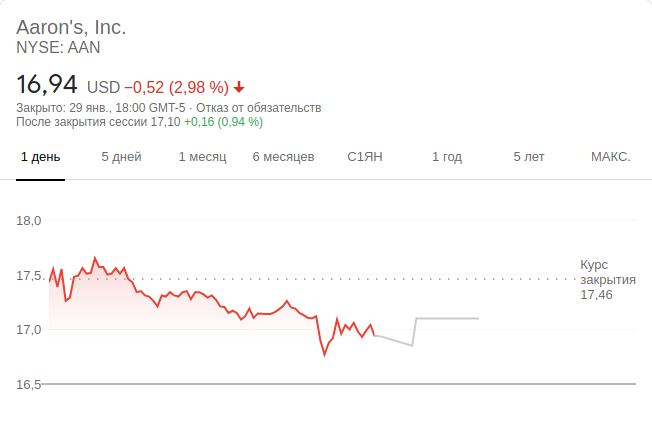 Aaron's, Inc.
NYSE: AAN
16,94 USD −0,52 (2,98 %)
Закрыто: 29 янв., 18:00 GMT-5 · Отказ от обязательств
После закрытия сессии 17,10 +0,16 (0,94 %)
1 день 5 дней 1 месяц 6 месяцев С1ЯН 1 год 5 лет МАКС.
18,0
17,5
17,0
16,5
Курс
закрытия
17,46